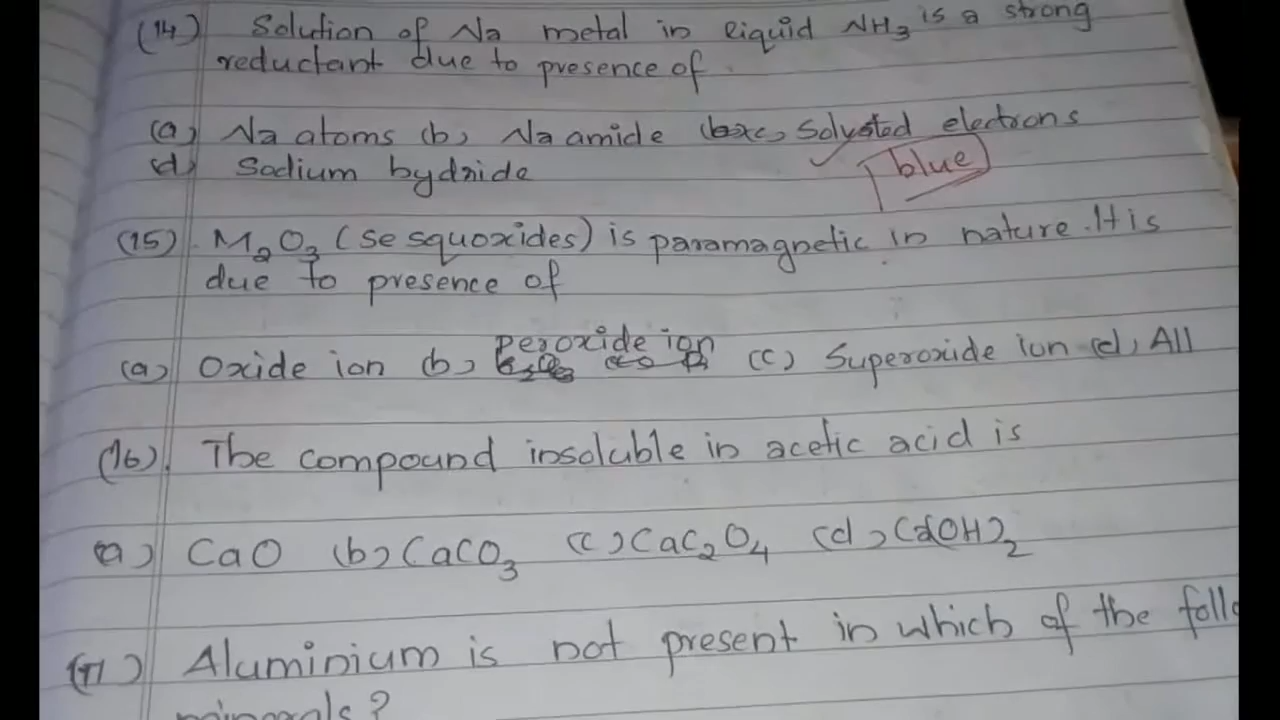 (14) Solution of Na metal in liquid NH₃ is a strong
reductant due to presence of
(a) Na atoms (b) Na amide (c) Solvated electrons
(d) Sodium hydride
blue
(15) M₂O₃ (sesquoxides) is paramagnetic in nature. It is
due to presence of
(a) Oxide ion (b) peroxide ion (c) Superoxide ion (d) All
(16) The compound insoluble in acetic acid is
(a) CaO (b) CaCO₃ (c) CaC₂O₄ (d) Ca(OH)₂
Aluminium is not present in which of the
minerals?